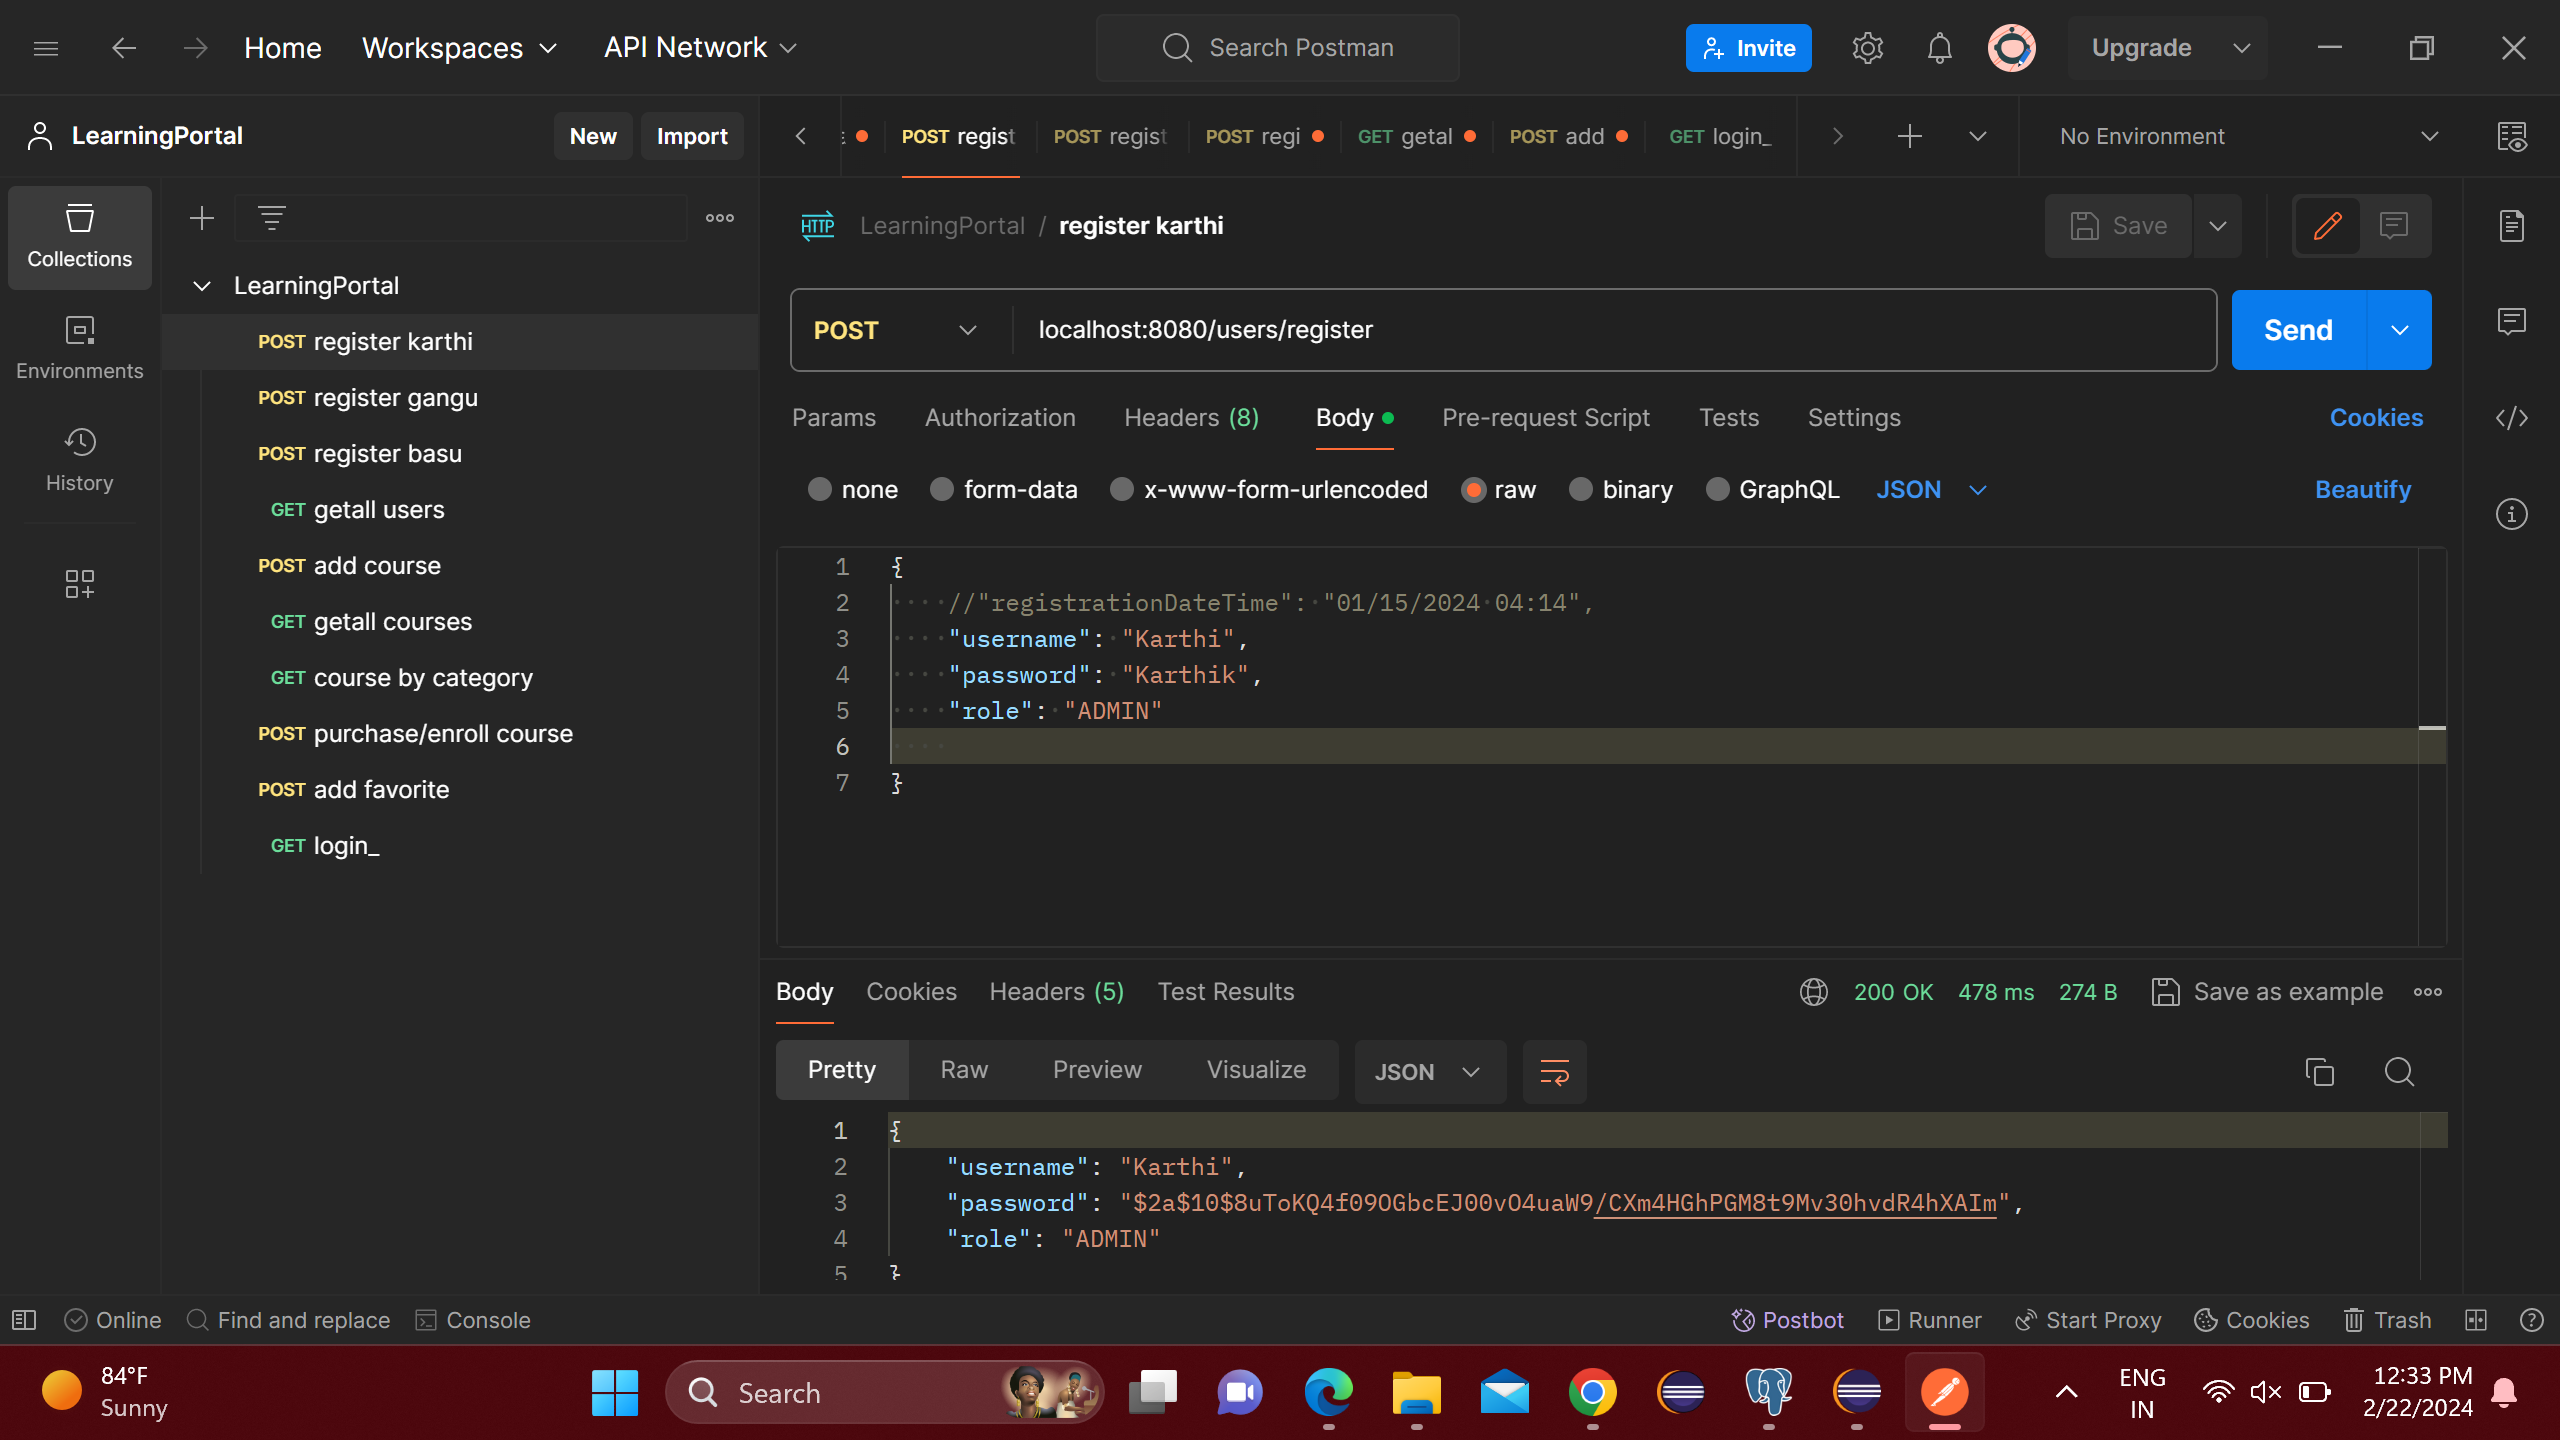 Home
Workspaces
API Network
Search Postman
Invite
Upgrade
LearningPortal
New
Import
POST regist
POST regist
POST regi
GET getal
POST add
GET login_
No Environment
Collections
Environments
History
LearningPortal
POST register karthi
POST register gangu
POST register basu
GET getall users
POST add course
GET getall courses
GET course by category
POST purchase/enroll course
POST add favorite
GET login_
HTTP LearningPortal / register karthi
Save
POST localhost:8080/users/register
Send
Params Authorization Headers (8) Body Pre-request Script Tests Settings Cookies
none form-data x-www-form-urlencoded raw binary GraphQL JSON Beautify
1 {
2 //"registrationDateTime": "01/15/2024 04:14",
3 "username": "Karthi",
4 "password": "Karthik",
5 "role": "ADMIN"
6
7 }
Body Cookies Headers (5) Test Results
200 OK 478 ms 274 B Save as example
Pretty Raw Preview Visualize JSON
1 {
2 "username": "Karthi",
3 "password": "$2a$10$8uToKQ4f09OGbcEJ00vO4uaW9/CXm4HGhPGM8t9Mv30hvdR4hXAIm",
4 "role": "ADMIN"
5 }
Online Find and replace Console
Postbot Runner Start Proxy Cookies Trash
84°F
Sunny
Search
ENG
IN
12:33 PM
2/22/2024